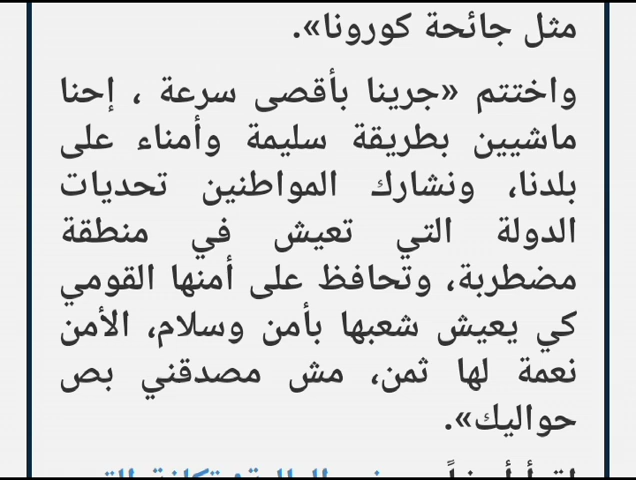 مثل جائحة كورونا».
واختتم «جرينا بأقصى سرعة ، إحنا
ماشيين بطريقة سليمة وأمناء على
بلدنا، ونشارك المواطنين تحديات
الدولة التي تعيش في منطقة
مضطربة، وتحافظ على أمنها القومي
كي يعيش شعبها بأمن وسلام، الأمن
نعمة لها ثمن، مش مصدقني بص
حواليك».